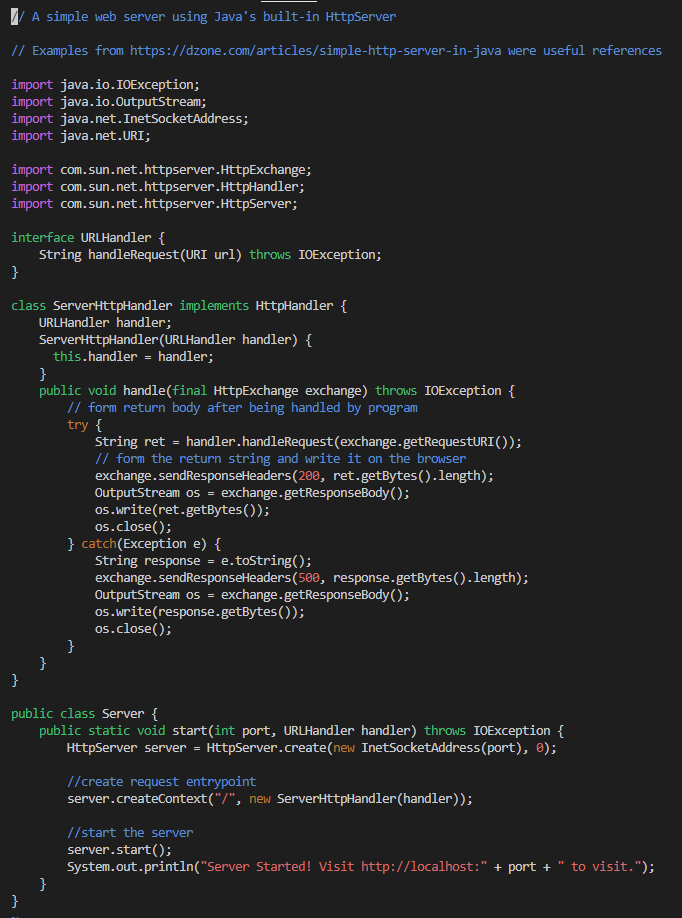 // A simple web server using Java's built-in HttpServer

// Examples from https://dzone.com/articles/simple-http-server-in-java were useful references

import java.io.IOException;
import java.io.OutputStream;
import java.net.InetSocketAddress;
import java.net.URI;

import com.sun.net.httpserver.HttpExchange;
import com.sun.net.httpserver.HttpHandler;
import com.sun.net.httpserver.HttpServer;

interface URLHandler {
    String handleRequest(URI url) throws IOException;
}

class ServerHttpHandler implements HttpHandler {
    URLHandler handler;
    ServerHttpHandler(URLHandler handler) {
      this.handler = handler;
    }
    public void handle(final HttpExchange exchange) throws IOException {
        // form return body after being handled by program
        try {
            String ret = handler.handleRequest(exchange.getRequestURI());
            // form the return string and write it on the browser
            exchange.sendResponseHeaders(200, ret.getBytes().length);
            OutputStream os = exchange.getResponseBody();
            os.write(ret.getBytes());
            os.close();
        } catch(Exception e) {
            String response = e.toString();
            exchange.sendResponseHeaders(500, response.getBytes().length);
            OutputStream os = exchange.getResponseBody();
            os.write(response.getBytes());
            os.close();
        }
    }
}

public class Server {
    public static void start(int port, URLHandler handler) throws IOException {
        HttpServer server = HttpServer.create(new InetSocketAddress(port), 0);

        //create request entrypoint
        server.createContext("/", new ServerHttpHandler(handler));

        //start the server
        server.start();
        System.out.println("Server Started! Visit http://localhost:" + port + " to visit.");
    }
}